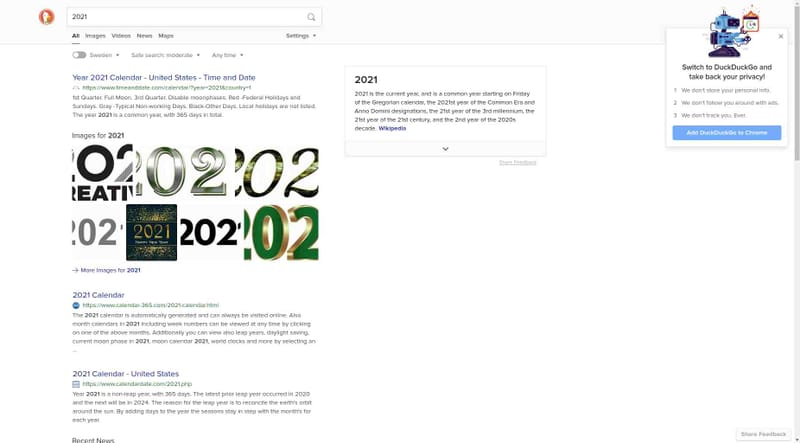 2021
All Images Videos News Maps Settings
Sweden Safe search: moderate Any time
Year 2021 Calendar - United States - Time and Date
https://www.timeanddate.com/calendar/?year=2021&country=1
1st Quarter. Full Moon. 3rd Quarter. Disable moonphases. Red -Federal Holidays and
Sundays. Gray -Typical Non-working Days. Black-Other Days. Local holidays are not listed.
The year 2021 is a common year, with 365 days in total.
Images for 2021
202
CREATIV
202
202
202
2021
Happy New Year
202
202
More Images for 2021
2021 Calendar
https://www.calendar-365.com/2021-calendar.html
The 2021 calendar is automatically generated and can always be visited online. Also
month calendars in 2021 including week numbers can be viewed at any time by clicking
on one of the above months. Additionally you can view also leap years, daylight saving,
current moon phase in 2021, moon calendar 2021, world clocks and more by selecting an
...
2021 Calendar - United States
https://www.calendardate.com/2021.php
Year 2021 is a non-leap year, with 365 days. The latest prior leap year occurred in 2020
and the next will be in 2024. The reason for the leap year is to reconcile the earth's orbit
around the sun. By adding days to the year the seasons stay in step with the month's for
each year.
Recent News
2021
2021 is the current year, and is a common year starting on Friday
of the Gregorian calendar, the 2021st year of the Common Era and
Anno Domini designations, the 21st year of the 3rd millennium, the
21st year of the 21st century, and the 2nd year of the 2020s
decade. Wikipedia
Share Feedback
Switch to DuckDuckGo and
take back your privacy!
1 We don't store your personal info.
2 We don't follow you around with ads.
3 We don't track you. Ever.
Add DuckDuckGo to Chrome
Share Feedback